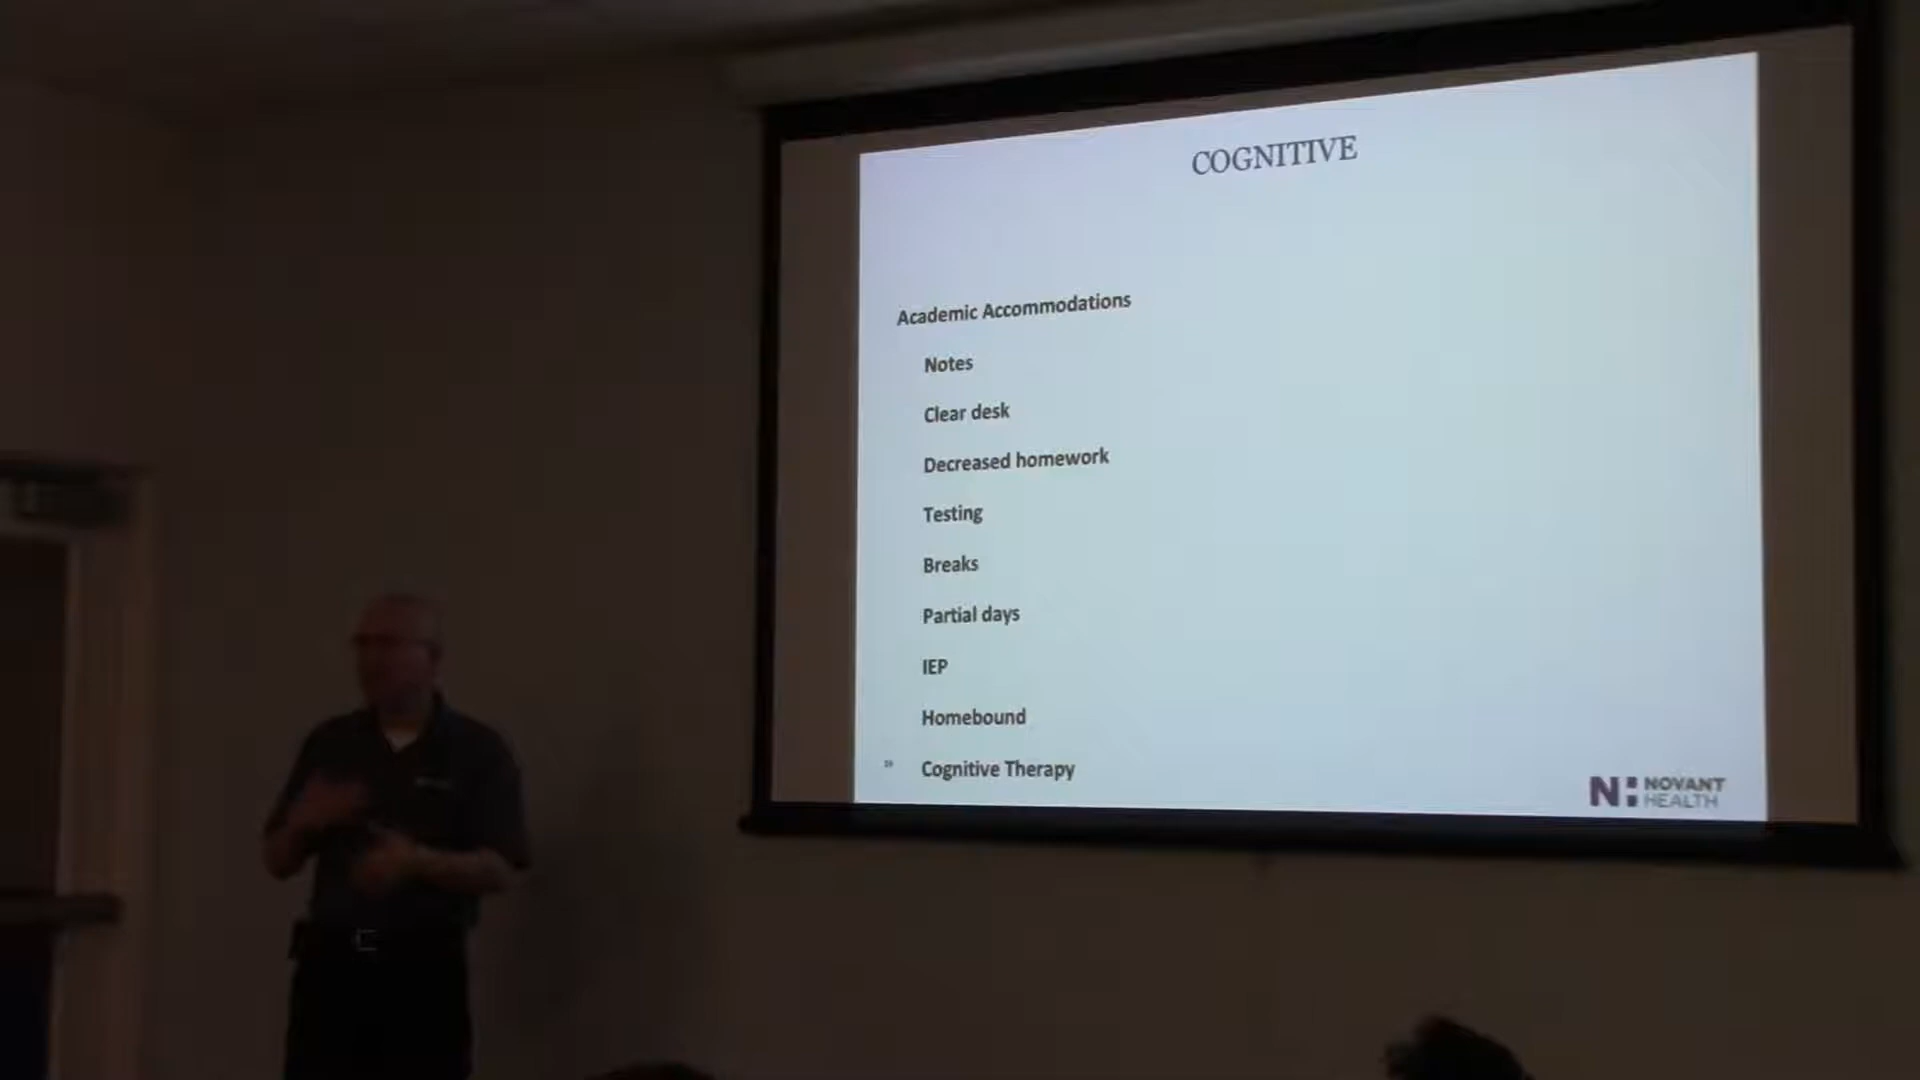 COGNITIVE
Academic Accommodations
Notes
Clear desk
Decreased homework
Testing
Breaks
Partial days
IEP
Homebound
Cognitive Therapy
NOVANT
HEALTH